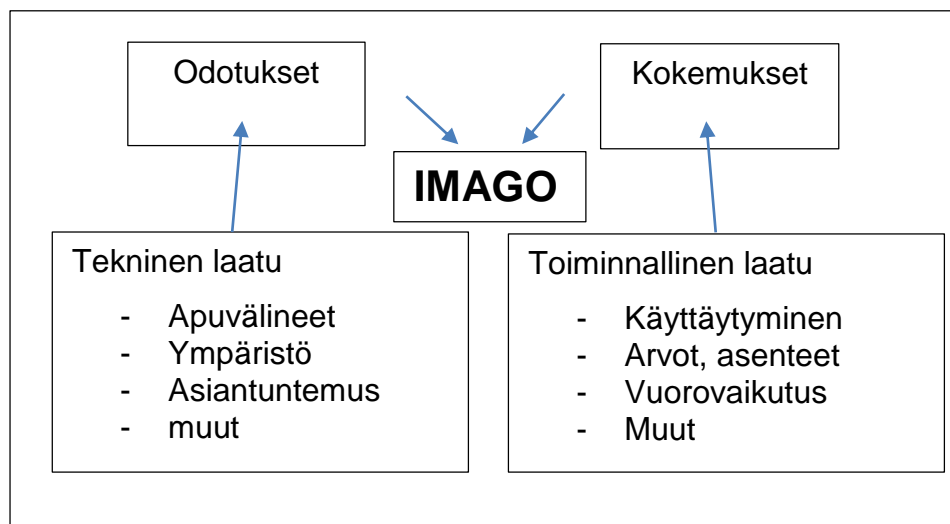 Odotukset
Kokemukset
IMAGO
Tekninen laatu
- Apuvälineet
- Ympäristö
- Asiantuntemus
- muut
Toiminnallinen laatu
- Käyttäytyminen
- Arvot, asenteet
- Vuorovaikutus
- Muut